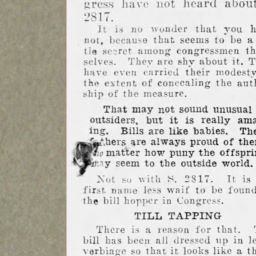 gress have not heard about
2817.
It is no wonder that you h
not, because that seems to be a
tle secret among congressmen th
selves. They are shy about it. T
have even carried their modesty
the extent of concealing the auth
ship of the measure.
That may not sound unusual
outsiders, but it is really ama
ing. Bills are like babies. The
hers are always proud of ther
matter how puny the offspri
may seem to the outside world.
Not so with S. 2817. It is
first name less waif to be found
the bill hopper in Congress.
TILL TAPPING
There is a reason for that. T
bill has been all dressed up in le
verbiage so that it looks like a th